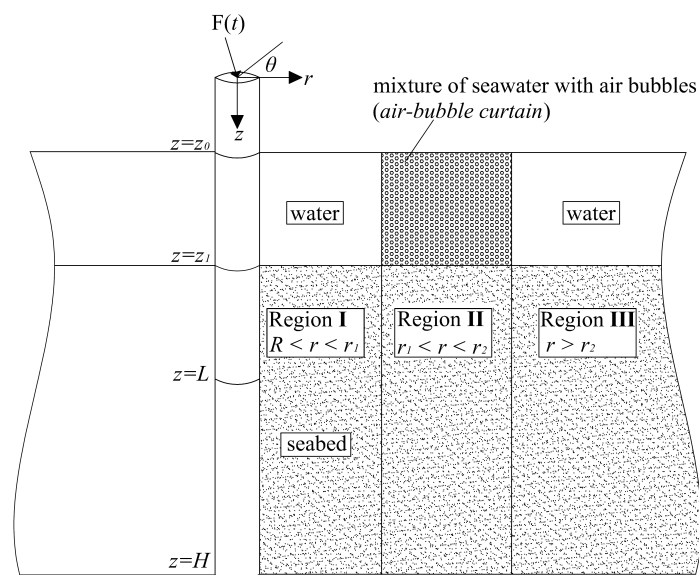 F(t)
θ
r
z
mixture of seawater with air bubbles
(air-bubble curtain)
z=z₀
water
water
z=z₁
Region I
R < r < r₁
Region II
r₁ < r < r₂
Region III
r > r₂
z=L
seabed
z=H